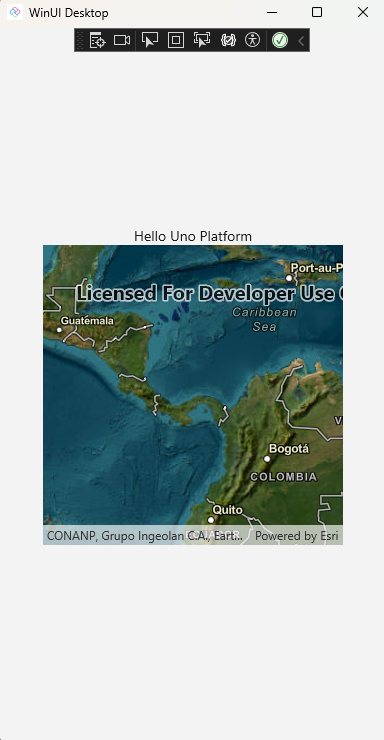 WinUI Desktop
Hello Uno Platform
Port-au-P
Licensed For Developer Use
Caribbean
Sea
Guatemala
Bogotá
COLOMBIA
Quito
ECUADOR
CONANP, Grupo Ingeolan C.A., Eart... Powered by Esri